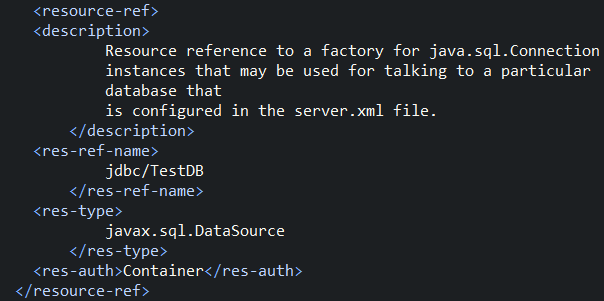 <resource-ref>
<description>
Resource reference to a factory for java.sql.Connection
instances that may be used for talking to a particular
database that
is configured in the server.xml file.
</description>
<res-ref-name>
jdbc/TestDB
</res-ref-name>
<res-type>
javax.sql.DataSource
</res-type>
<res-auth>Container</res-auth>
</resource-ref>